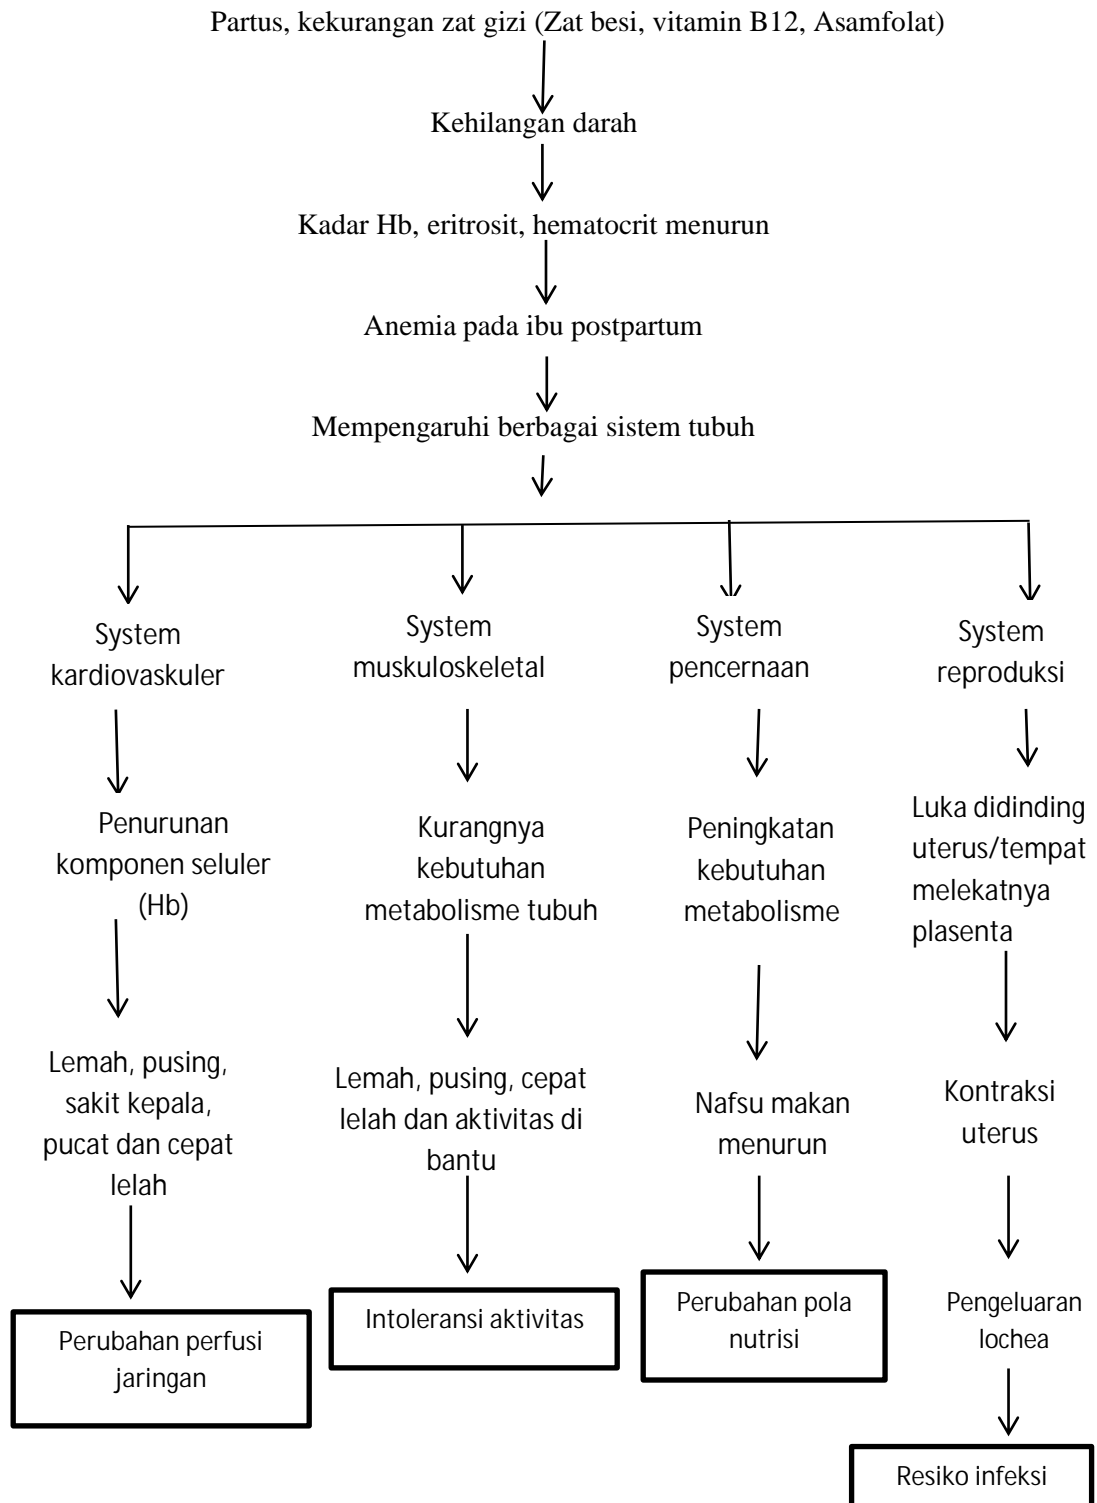 Partus, kekurangan zat gizi (Zat besi, vitamin B12, Asamfolat)
Kehilangan darah
Kadar Hb, eritrosit, hematocrit menurun
Anemia pada ibu postpartum
Mempengaruhi berbagai sistem tubuh
System
kardiovaskuler
Penurunan
komponen seluler
(Hb)
Lemah, pusing,
sakit kepala,
pucat dan cepat
lelah
Perubahan perfusi
jaringan
System
muskuloskeletal
Kurangnya
kebutuhan
metabolisme tubuh
Lemah, pusing, cepat
lelah dan aktivitas di
bantu
Intoleransi aktivitas
System
pencernaan
Peningkatan
kebutuhan
metabolisme
Nafsu makan
menurun
Perubahan pola
nutrisi
System
reproduksi
Luka didinding
uterus/tempat
melekatnya
plasenta
Kontraksi
uterus
Pengeluaran
lochea
Resiko infeksi